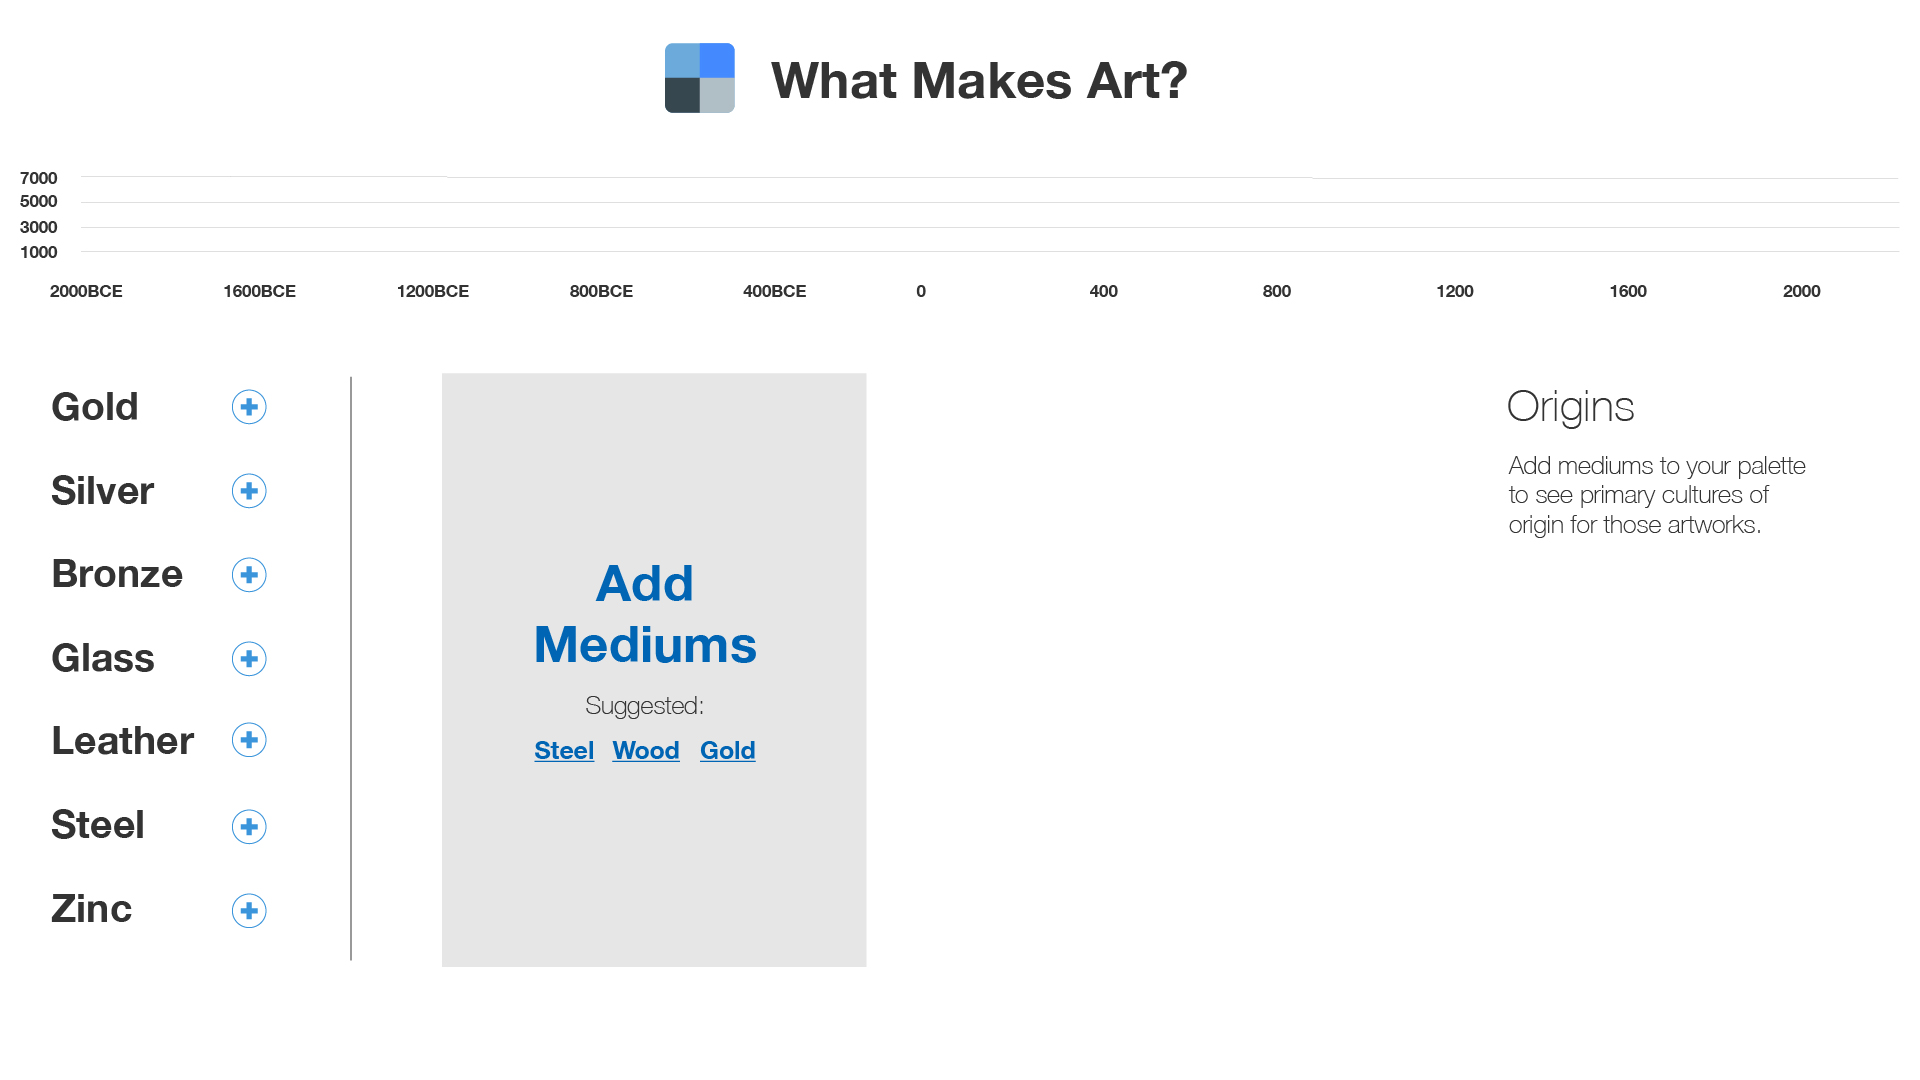 What Makes Art?
7000
5000
3000
1000
2000BCE 1600BCE 1200BCE 800BCE 400BCE 0 400 800 1200 1600 2000
Gold
Silver
Bronze
Glass
Leather
Steel
Zinc
Add
Mediums
Suggested:
Steel Wood Gold
Origins
Add mediums to your palette
to see primary cultures of
origin for those artworks.